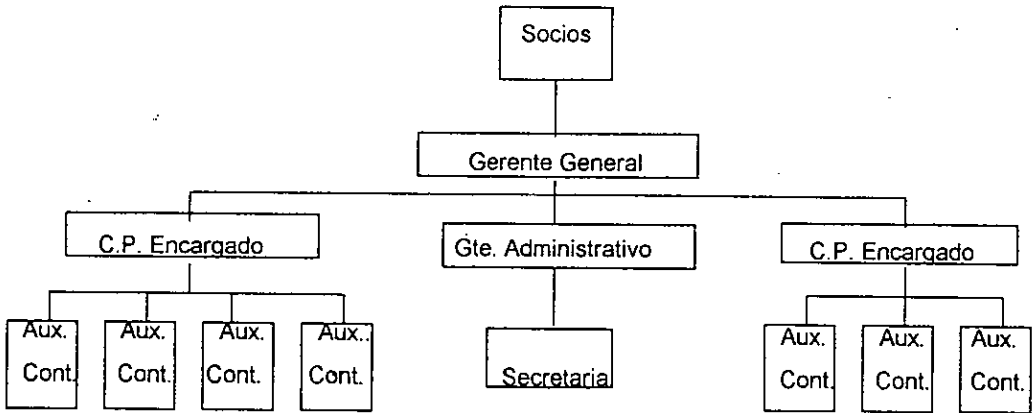 Socios
Gerente General
C.P. Encargado
Gte. Administrativo
C.P. Encargado
Aux.
Cont.
Aux.
Cont.
Aux.
Cont.
Aux..
Cont.
Secretaria
Aux.
Cont.
Aux.
Cont.
Aux.
Cont.